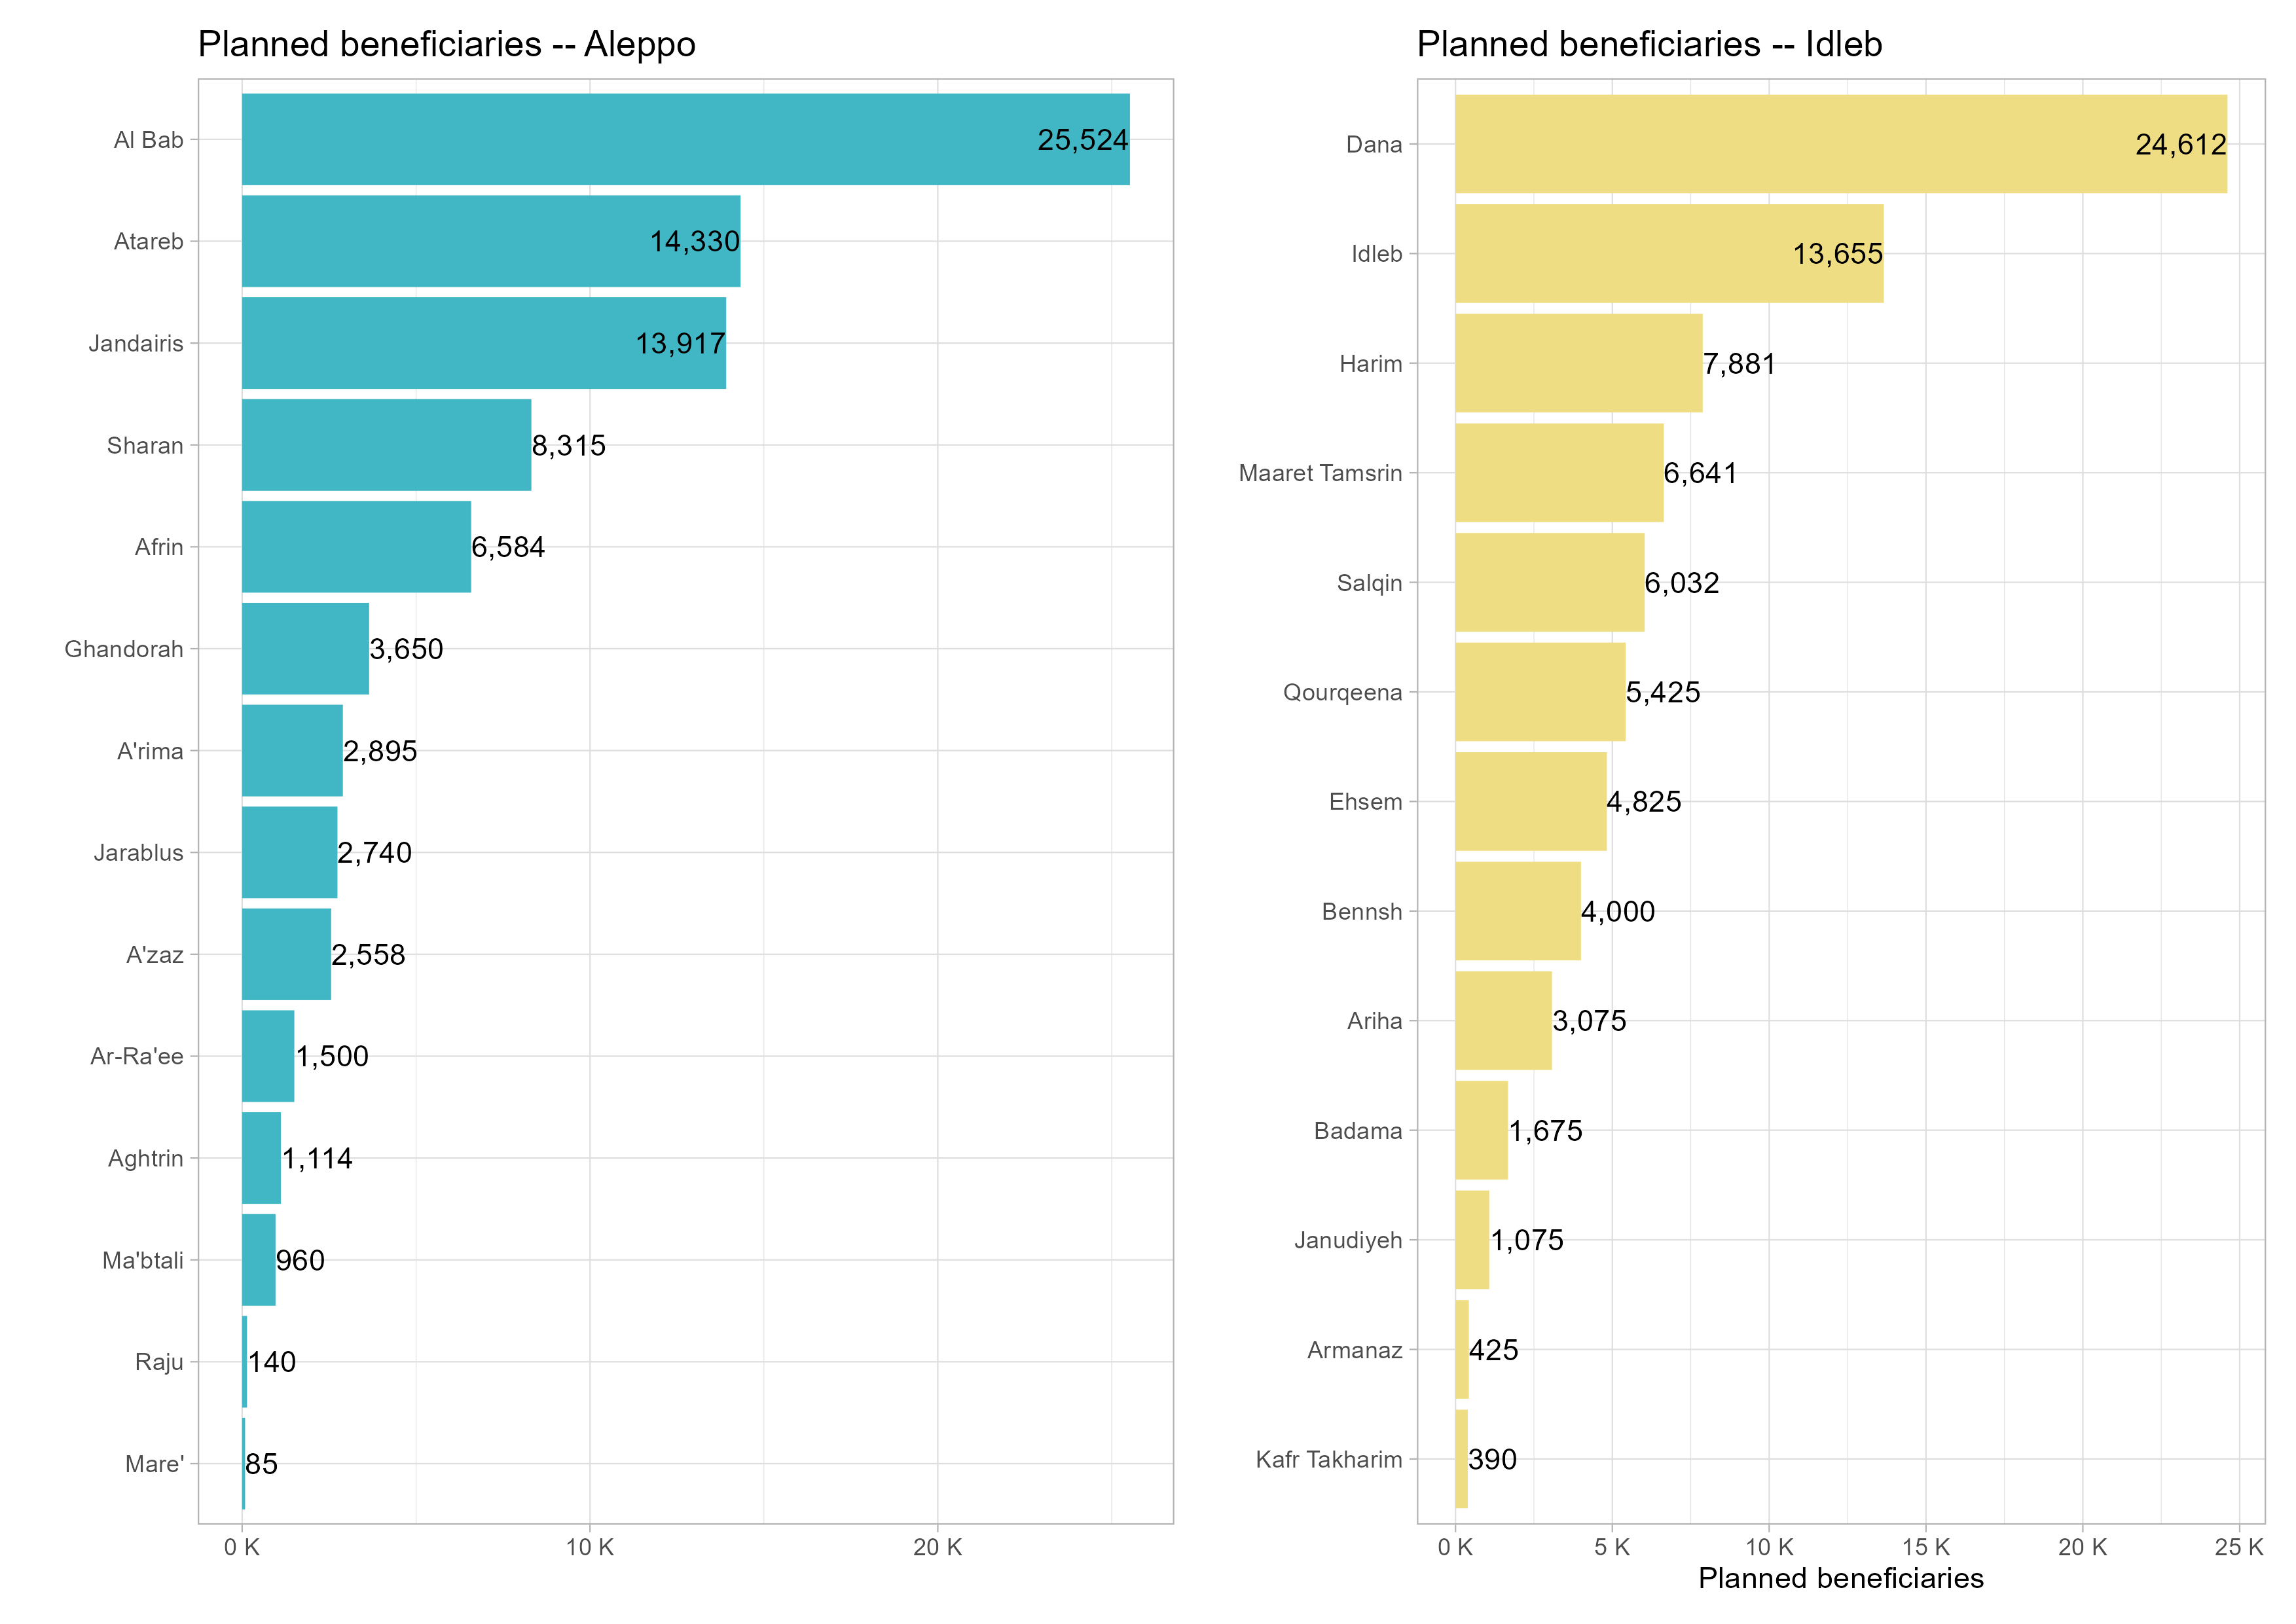 Planned beneficiaries -- Aleppo
Al Bab 25,524
Atareb 14,330
Jandairis 13,917
Sharan 8,315
Afrin 6,584
Ghandorah 3,650
A'rima 2,895
Jarablus 2,740
A'zaz 2,558
Ar-Ra'ee 1,500
Aghtrin 1,114
Ma'btali 960
Raju 140
Mare' 85
0 K 10 K 20 K
Planned beneficiaries -- Idleb
Dana 24,612
Idleb 13,655
Harim 7,881
Maaret Tamsrin 6,641
Salqin 6,032
Qourqeena 5,425
Ehsem 4,825
Bennsh 4,000
Ariha 3,075
Badama 1,675
Janudiyeh 1,075
Armanaz 425
Kafr Takharim 390
0 K 5 K 10 K 15 K 20 K 25 K
Planned beneficiaries